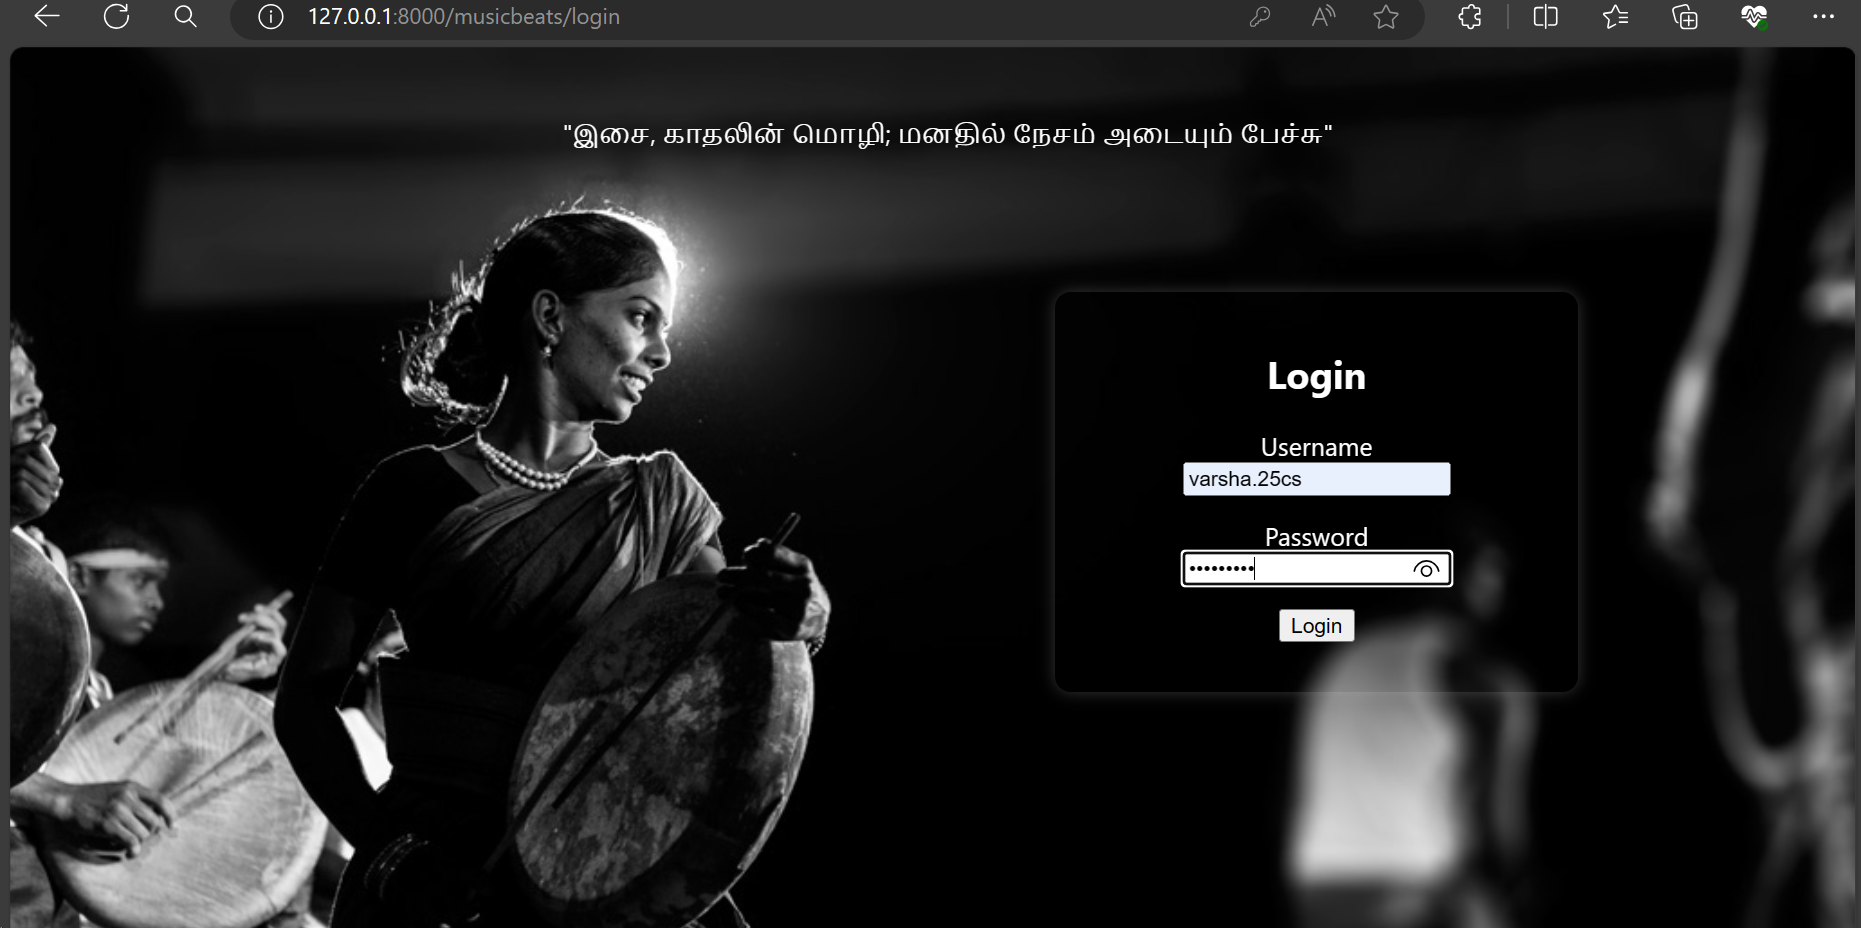 127.0.0.1:8000/musicbeats/login
"இசை, காதலின் மொழி; மனதில் நேசம் அடையும் பேச்சு"
Login
Username
varsha.25cs
Password
Login